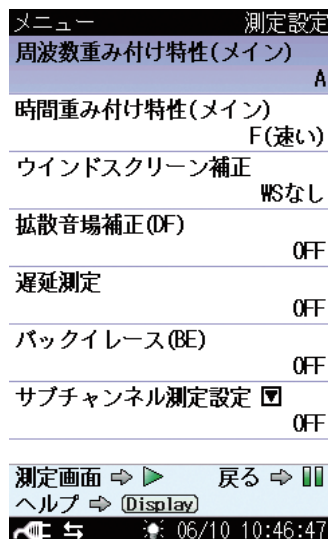 メニュー 測定設定
周波数重み付け特性(メイン)
A
時間重み付け特性(メイン)
F(速い)
ウインドスクリーン補正
WSなし
拡散音場補正(DF)
OFF
遅延測定
OFF
バックイレース(BE)
OFF
サブチャンネル測定設定 ▼
OFF
測定画面 ⇨ ▷ 戻る ⇨ ▯▯
ヘルプ ⇨ Display
06/10 10:46:47